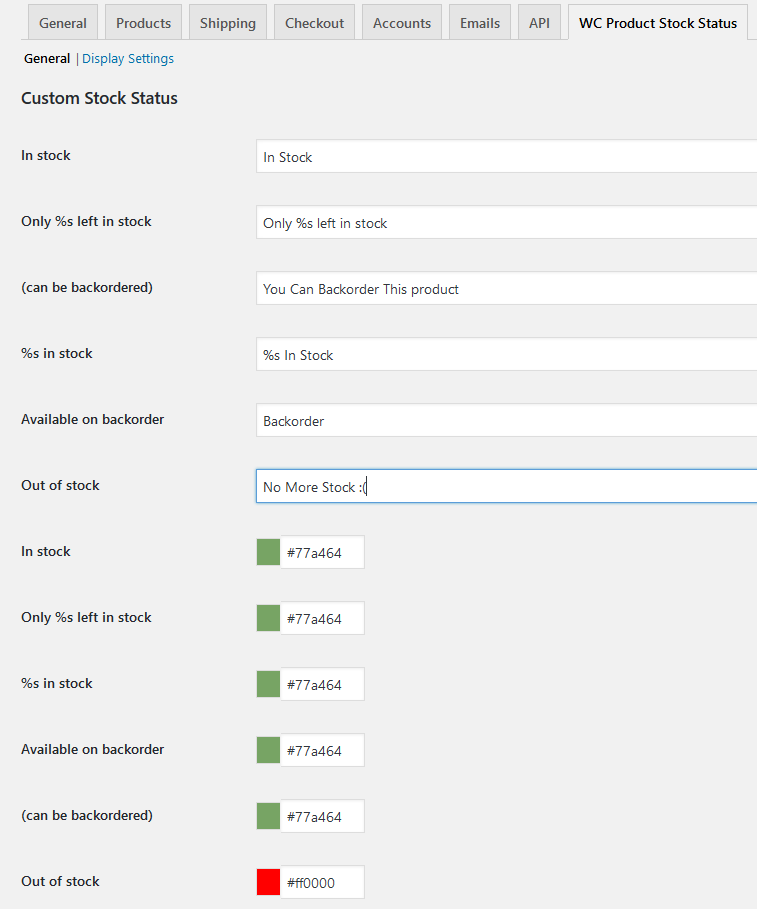 General Products Shipping Checkout Accounts Emails API WC Product Stock Status
General | Display Settings
Custom Stock Status
In stock In Stock
Only %s left in stock Only %s left in stock
(can be backordered) You Can Backorder This product
%s in stock %s In Stock
Available on backorder Backorder
Out of stock No More Stock :(
In stock #77a464
Only %s left in stock #77a464
%s in stock #77a464
Available on backorder #77a464
(can be backordered) #77a464
Out of stock #ff0000